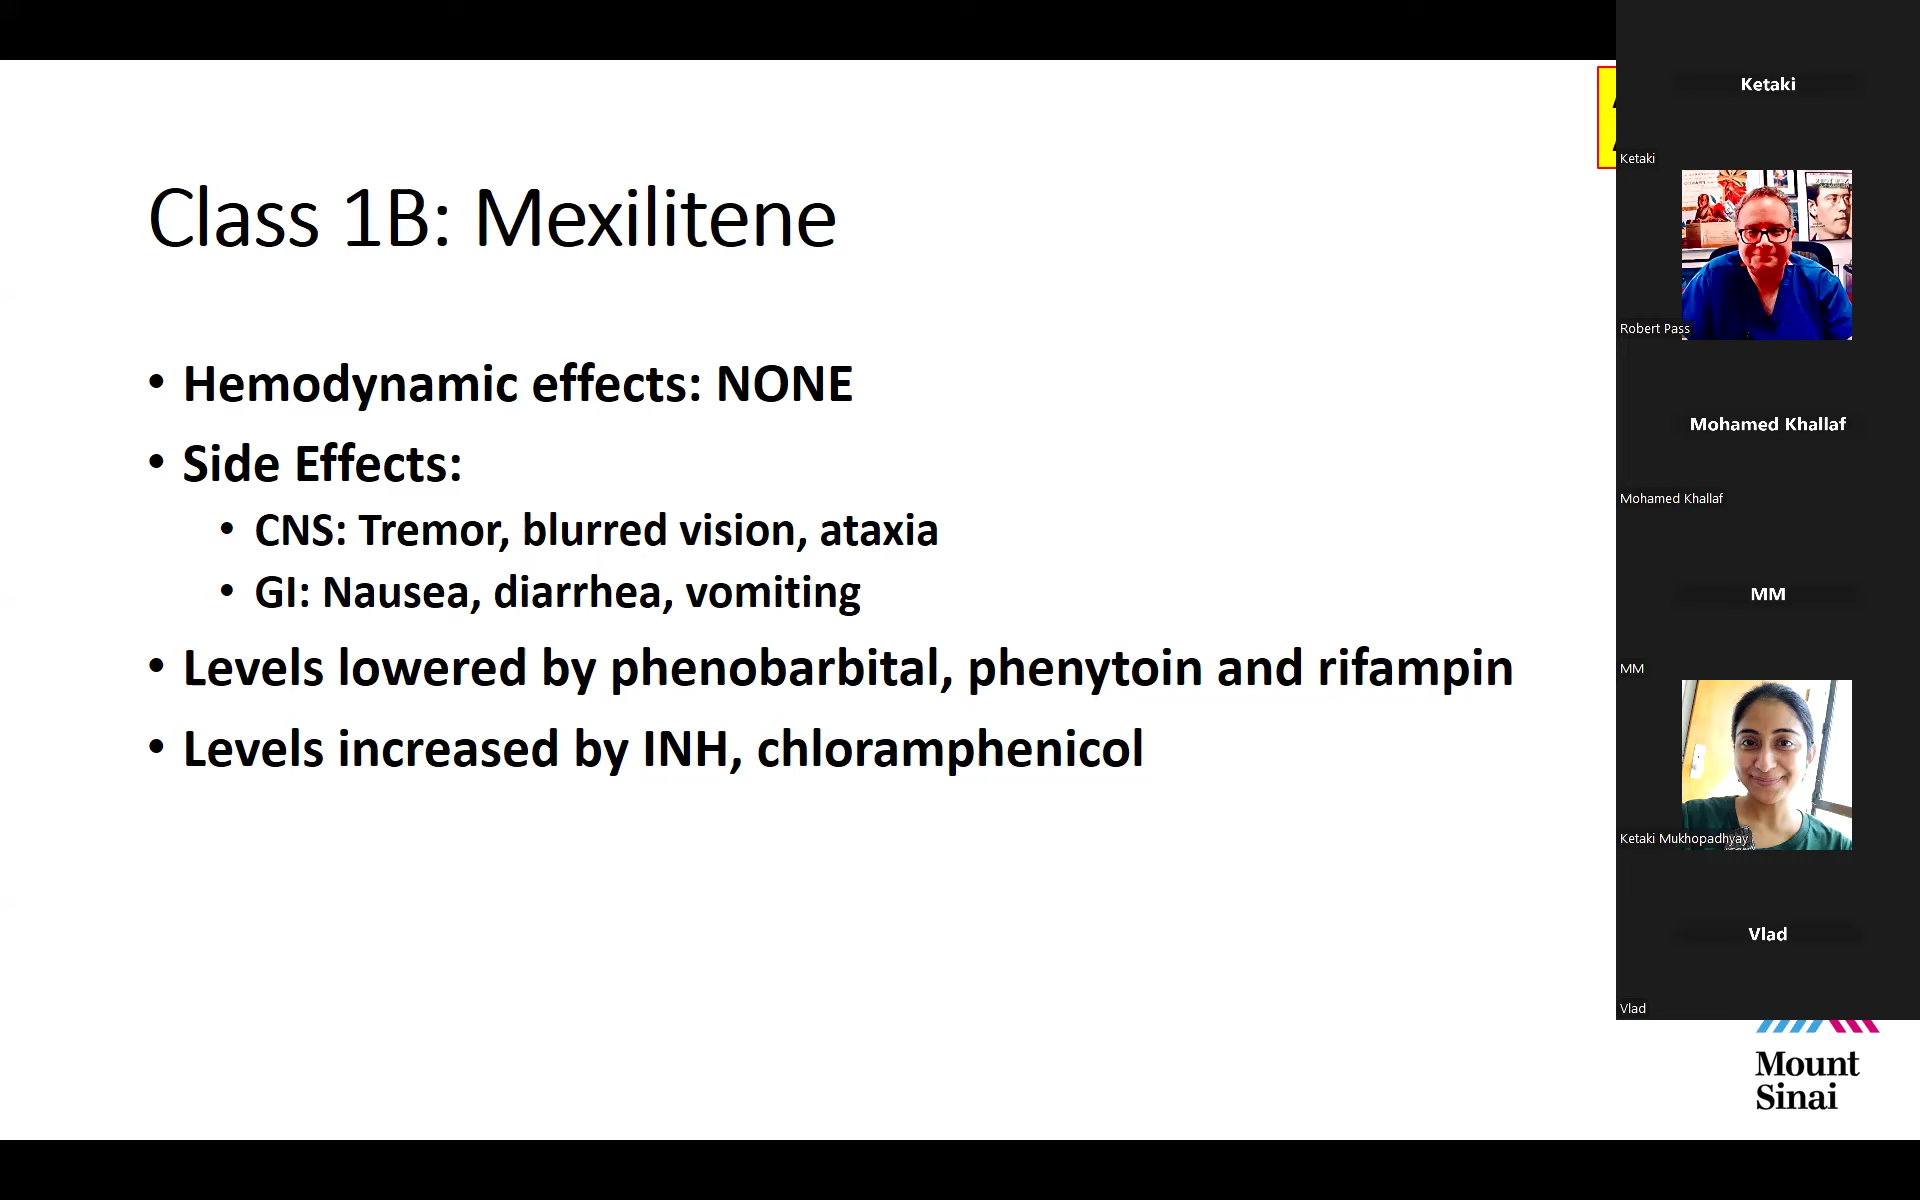 Class 1B: Mexilitene
• Hemodynamic effects: NONE
• Side Effects:
• CNS: Tremor, blurred vision, ataxia
• GI: Nausea, diarrhea, vomiting
• Levels lowered by phenobarbital, phenytoin and rifampin
• Levels increased by INH, chloramphenicol
Ketaki
Ketaki
Robert Pass
Mohamed Khallaf
Mohamed Khallaf
MM
MM
Ketaki Mukhopadhyay
Vlad
Vlad
Mount
Sinai